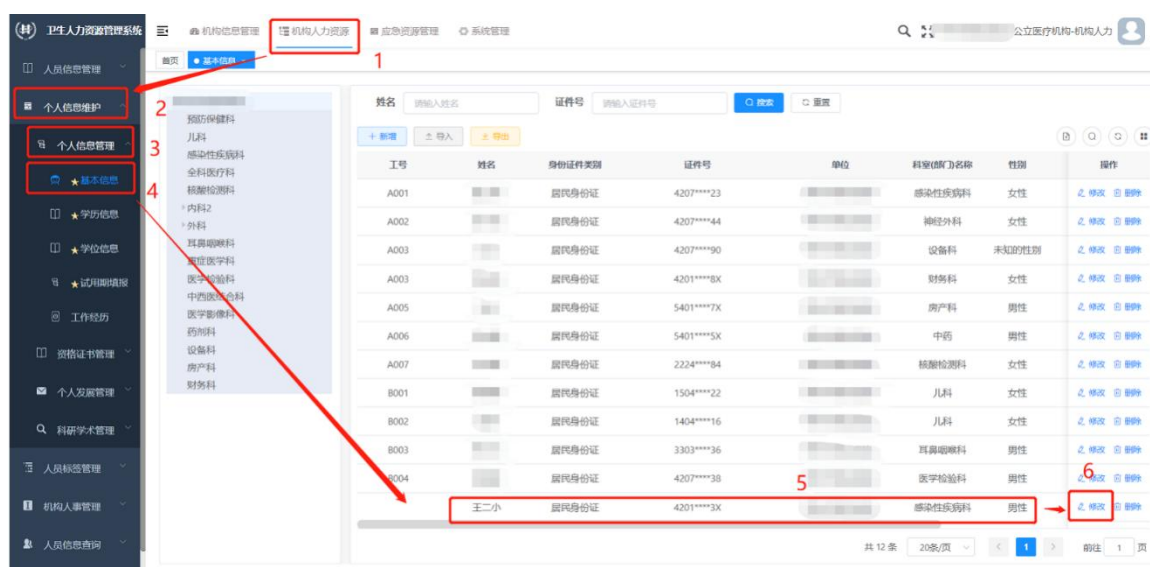 卫生人力资源管理系统
机构信息管理 机构人力资源 应急资源管理 系统管理
公立医疗机构-机构人力
1
首页 基本信息
人员信息管理
个人信息维护
2
个人信息管理
3
★基本信息
4
★学历信息
★学位信息
★试用期填报
工作经历
资格证书管理
个人发展管理
科研学术管理
人员标签管理
机构人事管理
人员信息查询
预防保健科
儿科
感染性疾病科
全科医疗科
核酸检测科
内科2
外科
耳鼻咽喉科
重症医学科
医学检验科
中西医结合科
医学影像科
药剂科
设备科
房产科
财务科
姓名 请输入姓名 证件号 请输入证件号 搜索 重置
+ 新增 导入 导出
工号 姓名 身份证件类别 证件号 单位 科室(部门)名称 性别 操作
A001 居民身份证 4207****23 感染性疾病科 女性 修改 删除
A002 居民身份证 4207****44 神经外科 女性 修改 删除
A003 居民身份证 4207****90 设备科 未知的性别 修改 删除
A003 居民身份证 4201****8X 财务科 女性 修改 删除
A005 居民身份证 5401****7X 房产科 男性 修改 删除
A006 居民身份证 5401****5X 中药 男性 修改 删除
A007 居民身份证 2224****84 核酸检测科 女性 修改 删除
B001 居民身份证 1504****22 儿科 女性 修改 删除
B002 居民身份证 1404****16 儿科 女性 修改 删除
B003 居民身份证 3303****36 耳鼻咽喉科 男性 修改 删除
B004 居民身份证 4207****38 医学检验科 男性 修改 删除
5
6
王二小 居民身份证 4201****3X 感染性疾病科 男性 修改 删除
共 12 条 20条/页 1 前往 1 页